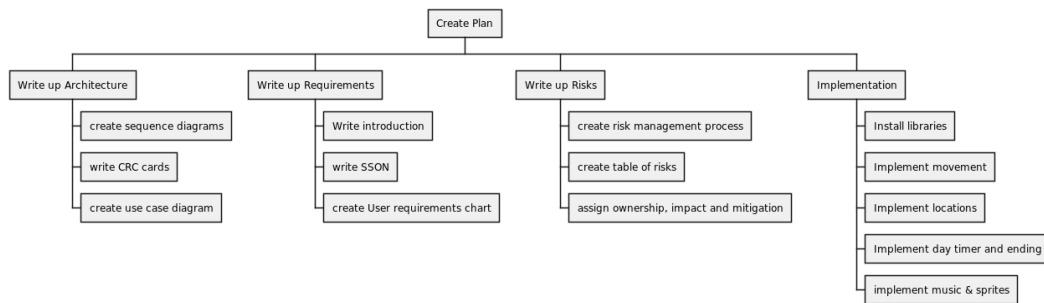 Create Plan
Write up Architecture
create sequence diagrams
write CRC cards
create use case diagram
Write up Requirements
Write introduction
write SSON
create User requirements chart
Write up Risks
create risk management process
create table of risks
assign ownership, impact and mitigation
Implementation
Install libraries
Implement movement
Implement locations
Implement day timer and ending
implement music & sprites